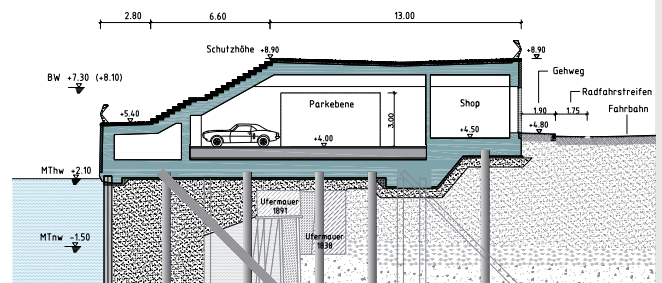 2.80 6.60 13.00
Schutzhöhe +8.90 +8.90
BW +7.30 (+8.10)
Gehweg
Radfahrstreifen
Fahrbahn
+5.40
Parkebene
3.00
Shop
1.90 1.75
+4.00
+4.50
+4.80
MThw +2.10
Ufermauer
1891
Ufermauer
1838
MTnw -1.50